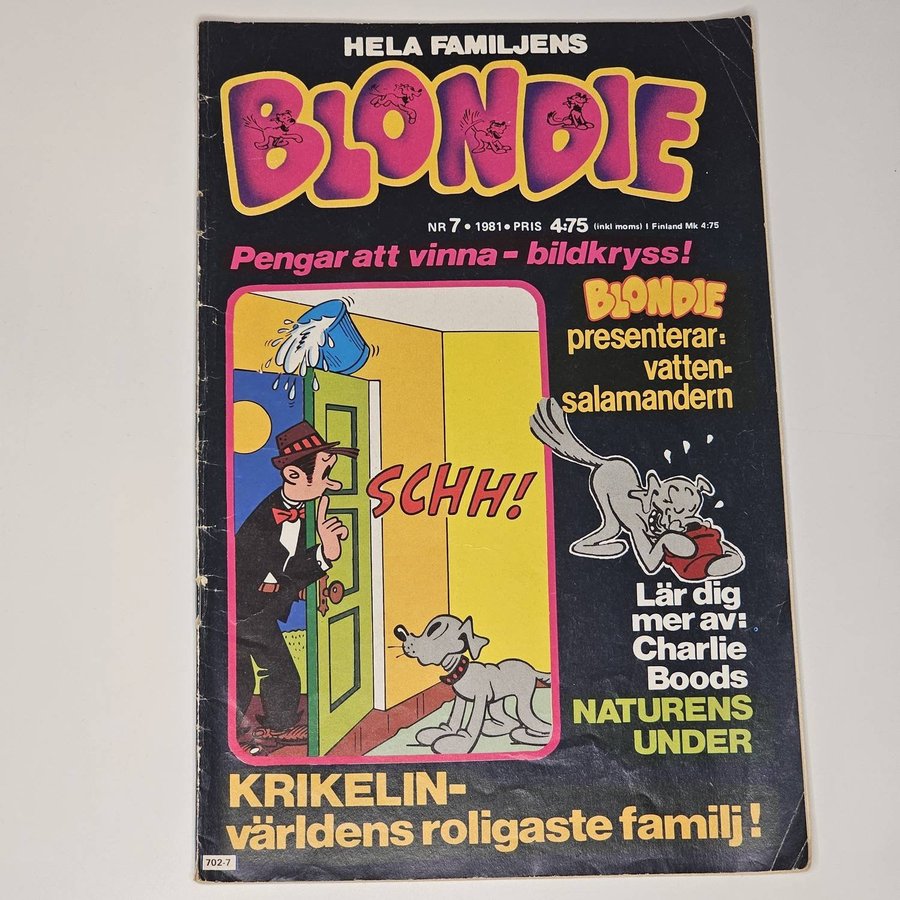 HELA FAMILJENS
BLONDIE
NR 7 • 1981 • PRIS 4:75 (inkl moms) I Finland Mk 4:75
Pengar att vinna - bildkryss!
BLONDIE
presenterar:
vatten-
salamandern
SCHH!
Lär dig
mer av:
Charlie
Boods
NATURENS
UNDER
KRIKELIN-
världens roligaste familj!
702-7